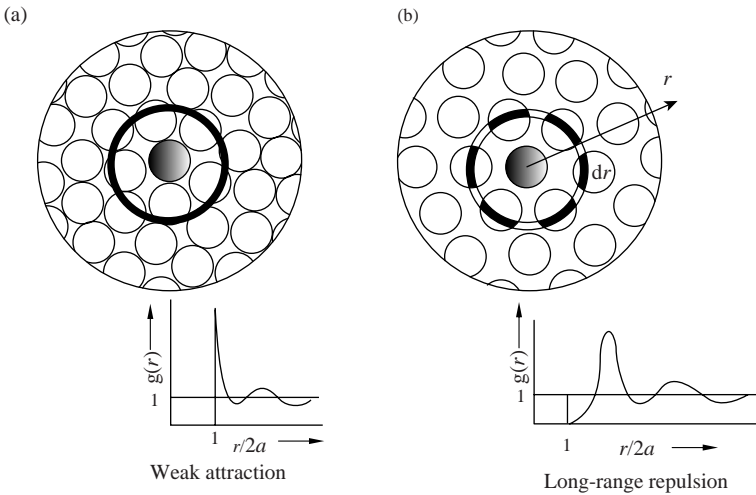 (a)
g(r)
1
1
r/2a
Weak attraction
(b)
r
dr
g(r)
1
1
r/2a
Long-range repulsion